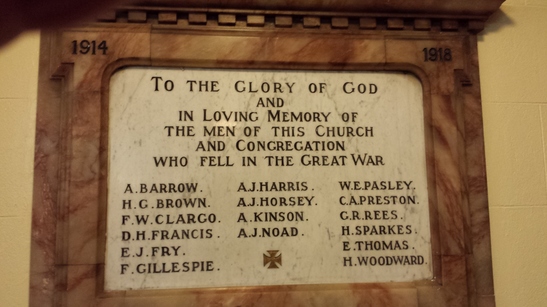 1914 1918
TO THE GLORY OF GOD
AND
IN LOVING MEMORY OF
THE MEN OF THIS CHURCH
AND CONGREGATION
WHO FELL IN THE GREAT WAR
A. BARROW.
H. G. BROWN.
F. W. CLARGO.
D. H. FRANCIS.
E. J. FRY.
F. GILLESPIE.
A. J. HARRIS.
A. J. HORSEY.
A. KINSON.
A. J. NOAD.
W. E. PASLEY.
C. A. PRESTON.
G. R. REES.
H. SPARKES.
E. THOMAS.
H. WOODWARD.